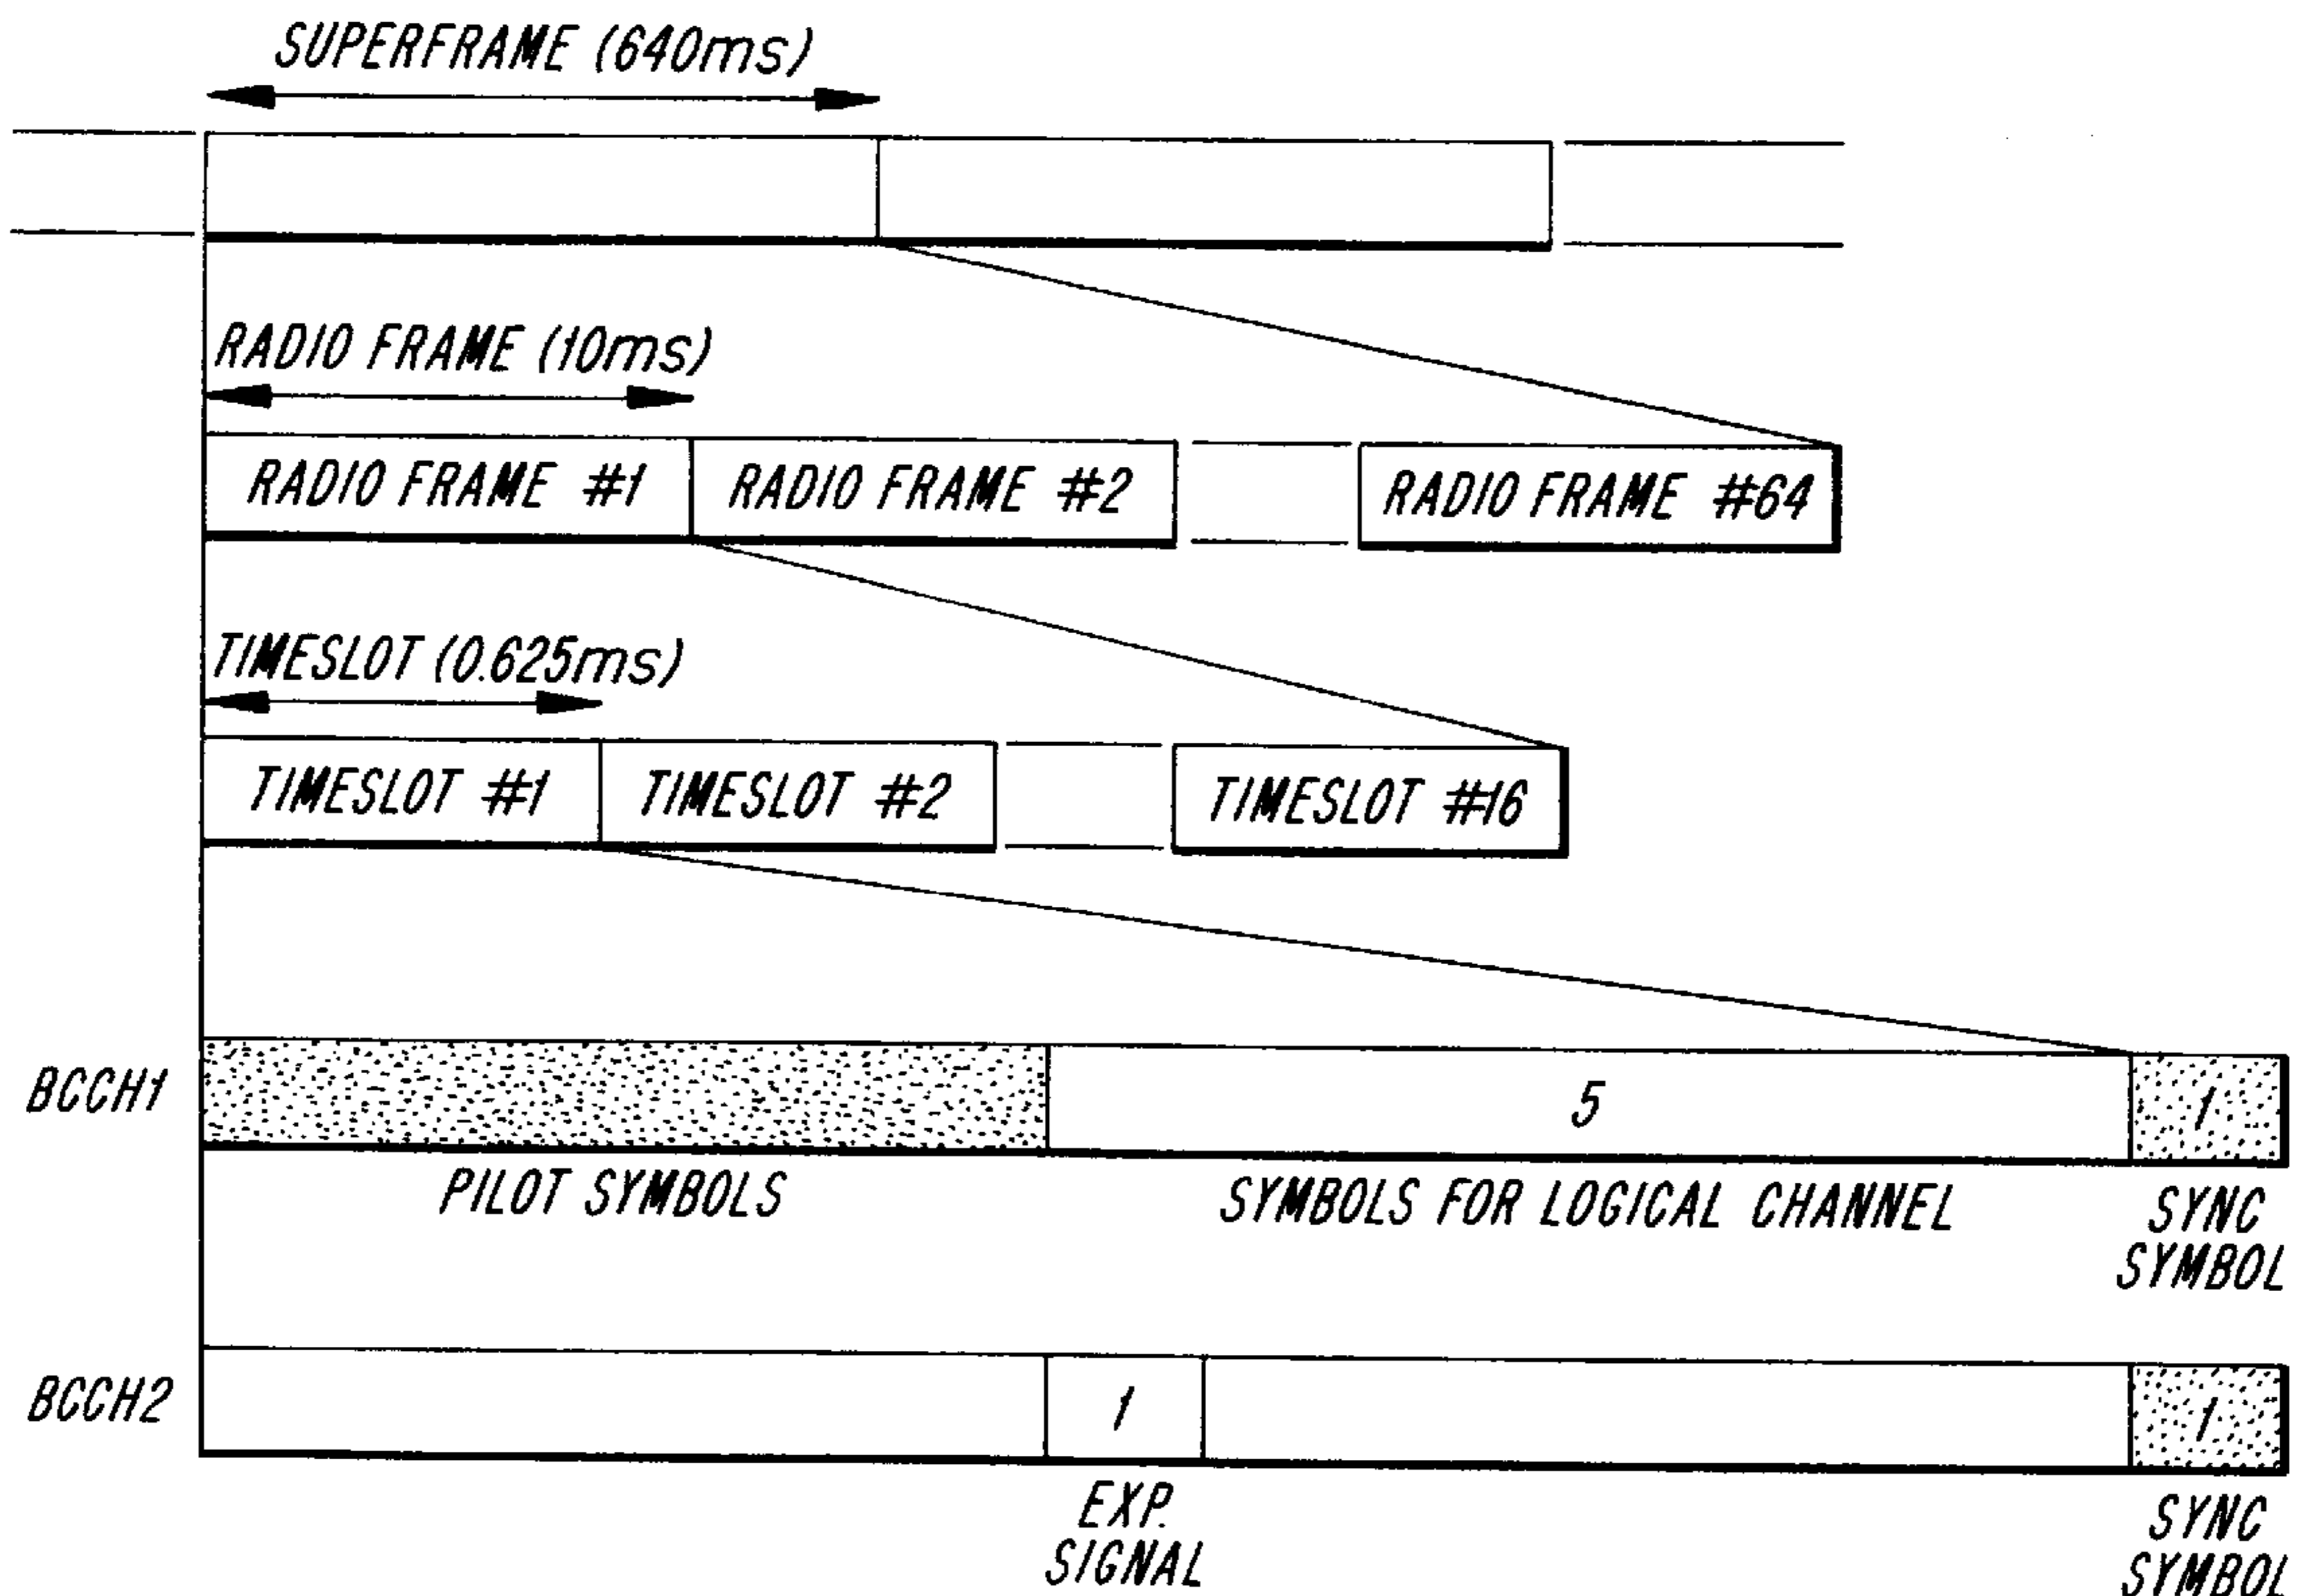 SUPERFRAME (640ms)
RADIO FRAME (10ms)
RADIO FRAME #1
RADIO FRAME #2
RADIO FRAME #64
TIMESLOT (0.625ms)
TIMESLOT #1
TIMESLOT #2
TIMESLOT #16
BCCH1
5
1
PILOT SYMBOLS
SYMBOLS FOR LOGICAL CHANNEL
SYNC
SYMBOL
BCCH2
1
1
EXP.
SIGNAL
SYNC
SYMBOL